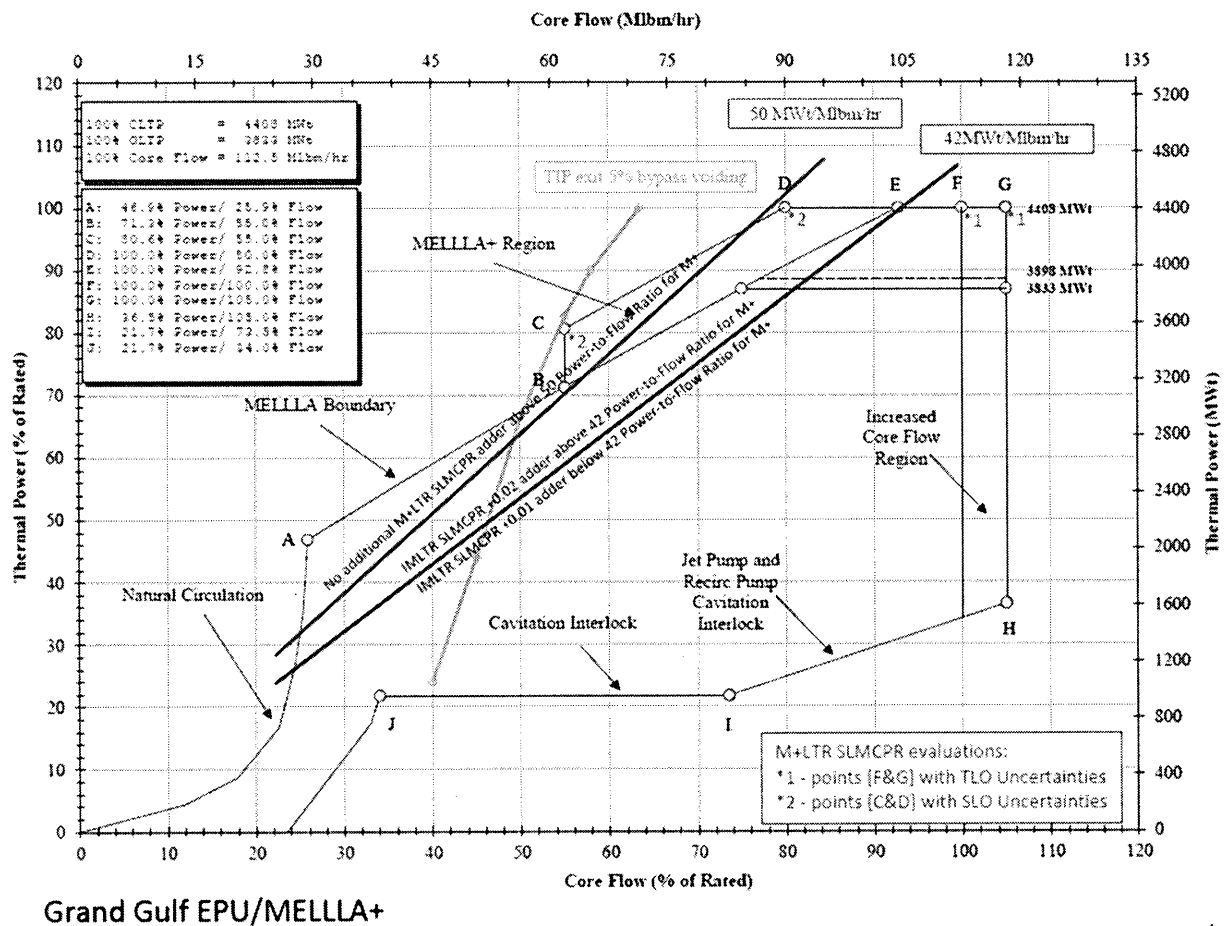 Core Flow (Mlbm/hr)
0 15 30 45 60 75 90 105 120 135
120
110
100
90
80
70
60
50
40
30
20
10
0
Thermal Power (% of Rated)
5200
4800
4400
4000
3600
3200
2800
2400
2000
1600
1200
800
400
0
Thermal Power (MWt)
100% CLTP = 4408 MWt
100% OLTP = 3833 MWt
100% Core Flow = 112.5 Mlbm/hr
A: 46.9% Power/ 25.9% Flow
B: 71.3% Power/ 55.0% Flow
C: 80.6% Power/ 55.0% Flow
D: 100.0% Power/ 80.0% Flow
E: 100.0% Power/ 92.8% Flow
F: 100.0% Power/100.0% Flow
G: 100.0% Power/105.0% Flow
H: 36.5% Power/105.0% Flow
I: 21.7% Power/ 73.5% Flow
J: 21.7% Power/ 34.0% Flow
50 MWt/Mlbm/hr
42MWt/Mlbm/hr
TIP exit 5% bypass voiding
D
E
F
G
*2
*1
*1
4408 MWt
MELLLA+ Region
3898 MWt
3833 MWt
C
*2
B
MELLLA Boundary
No additional M+LTR SLMCPR adder above 50 Power-to-Flow Ratio for M+
IMLTR SLMCPR +0.02 adder above 42 Power-to-Flow Ratio for M+
IMLTR SLMCPR +0.01 adder below 42 Power-to-Flow Ratio for M+
Increased
Core Flow
Region
A
Natural Circulation
Jet Pump and
Recirc Pump
Cavitation
Interlock
Cavitation Interlock
H
J
I
M+LTR SLMCPR evaluations:
*1 - points [F&G] with TLO Uncertainties
*2 - points [C&D] with SLO Uncertainties
0 10 20 30 40 50 60 70 80 90 100 110 120
Core Flow (% of Rated)
Grand Gulf EPU/MELLLA+